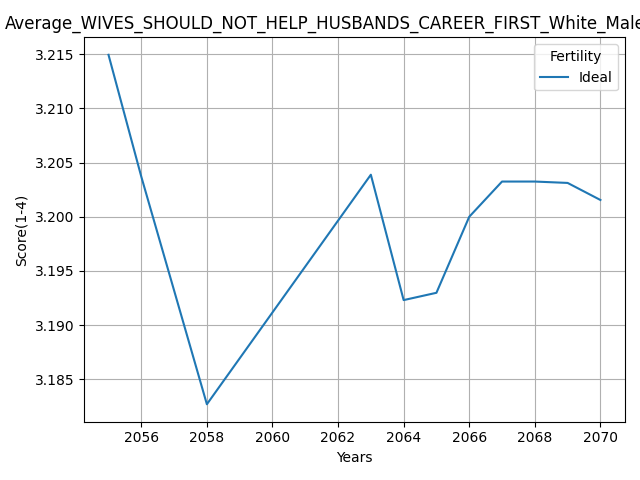 Average_WIVES_SHOULD_NOT_HELP_HUSBANDS_CAREER_FIRST_White_Male
Fertility
Ideal
3.215
3.210
3.205
3.200
3.195
3.190
3.185
Score(1-4)
2056 2058 2060 2062 2064 2066 2068 2070
Years